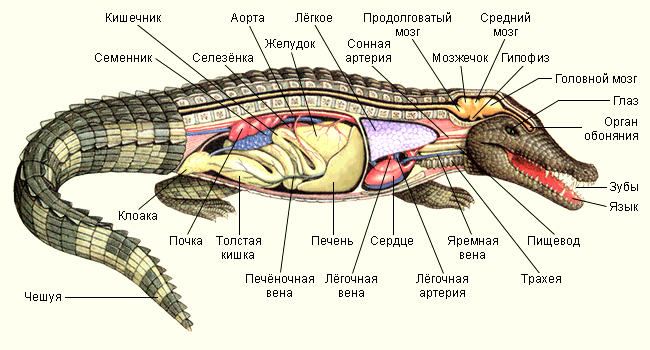 Кишечник
Аорта
Лёгкое
Продолговатый
мозг
Средний
мозг
Семенник
Селезёнка
Желудок
Сонная
артерия
Мозжечок
Гипофиз
Головной мозг
Глаз
Орган
обоняния
Зубы
Язык
Клоака
Почка
Толстая
кишка
Печень
Сердце
Яремная
вена
Пищевод
Печёночная
вена
Лёгочная
вена
Лёгочная
артерия
Трахея
Чешуя